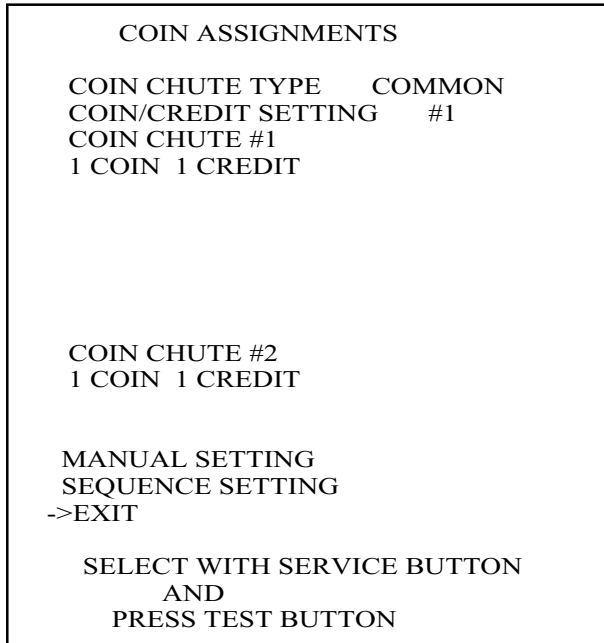 COIN ASSIGNMENTS
COIN CHUTE TYPE COMMON
COIN/CREDIT SETTING #1
COIN CHUTE #1
1 COIN 1 CREDIT
COIN CHUTE #2
1 COIN 1 CREDIT
MANUAL SETTING
SEQUENCE SETTING
->EXIT
SELECT WITH SERVICE BUTTON
AND
PRESS TEST BUTTON